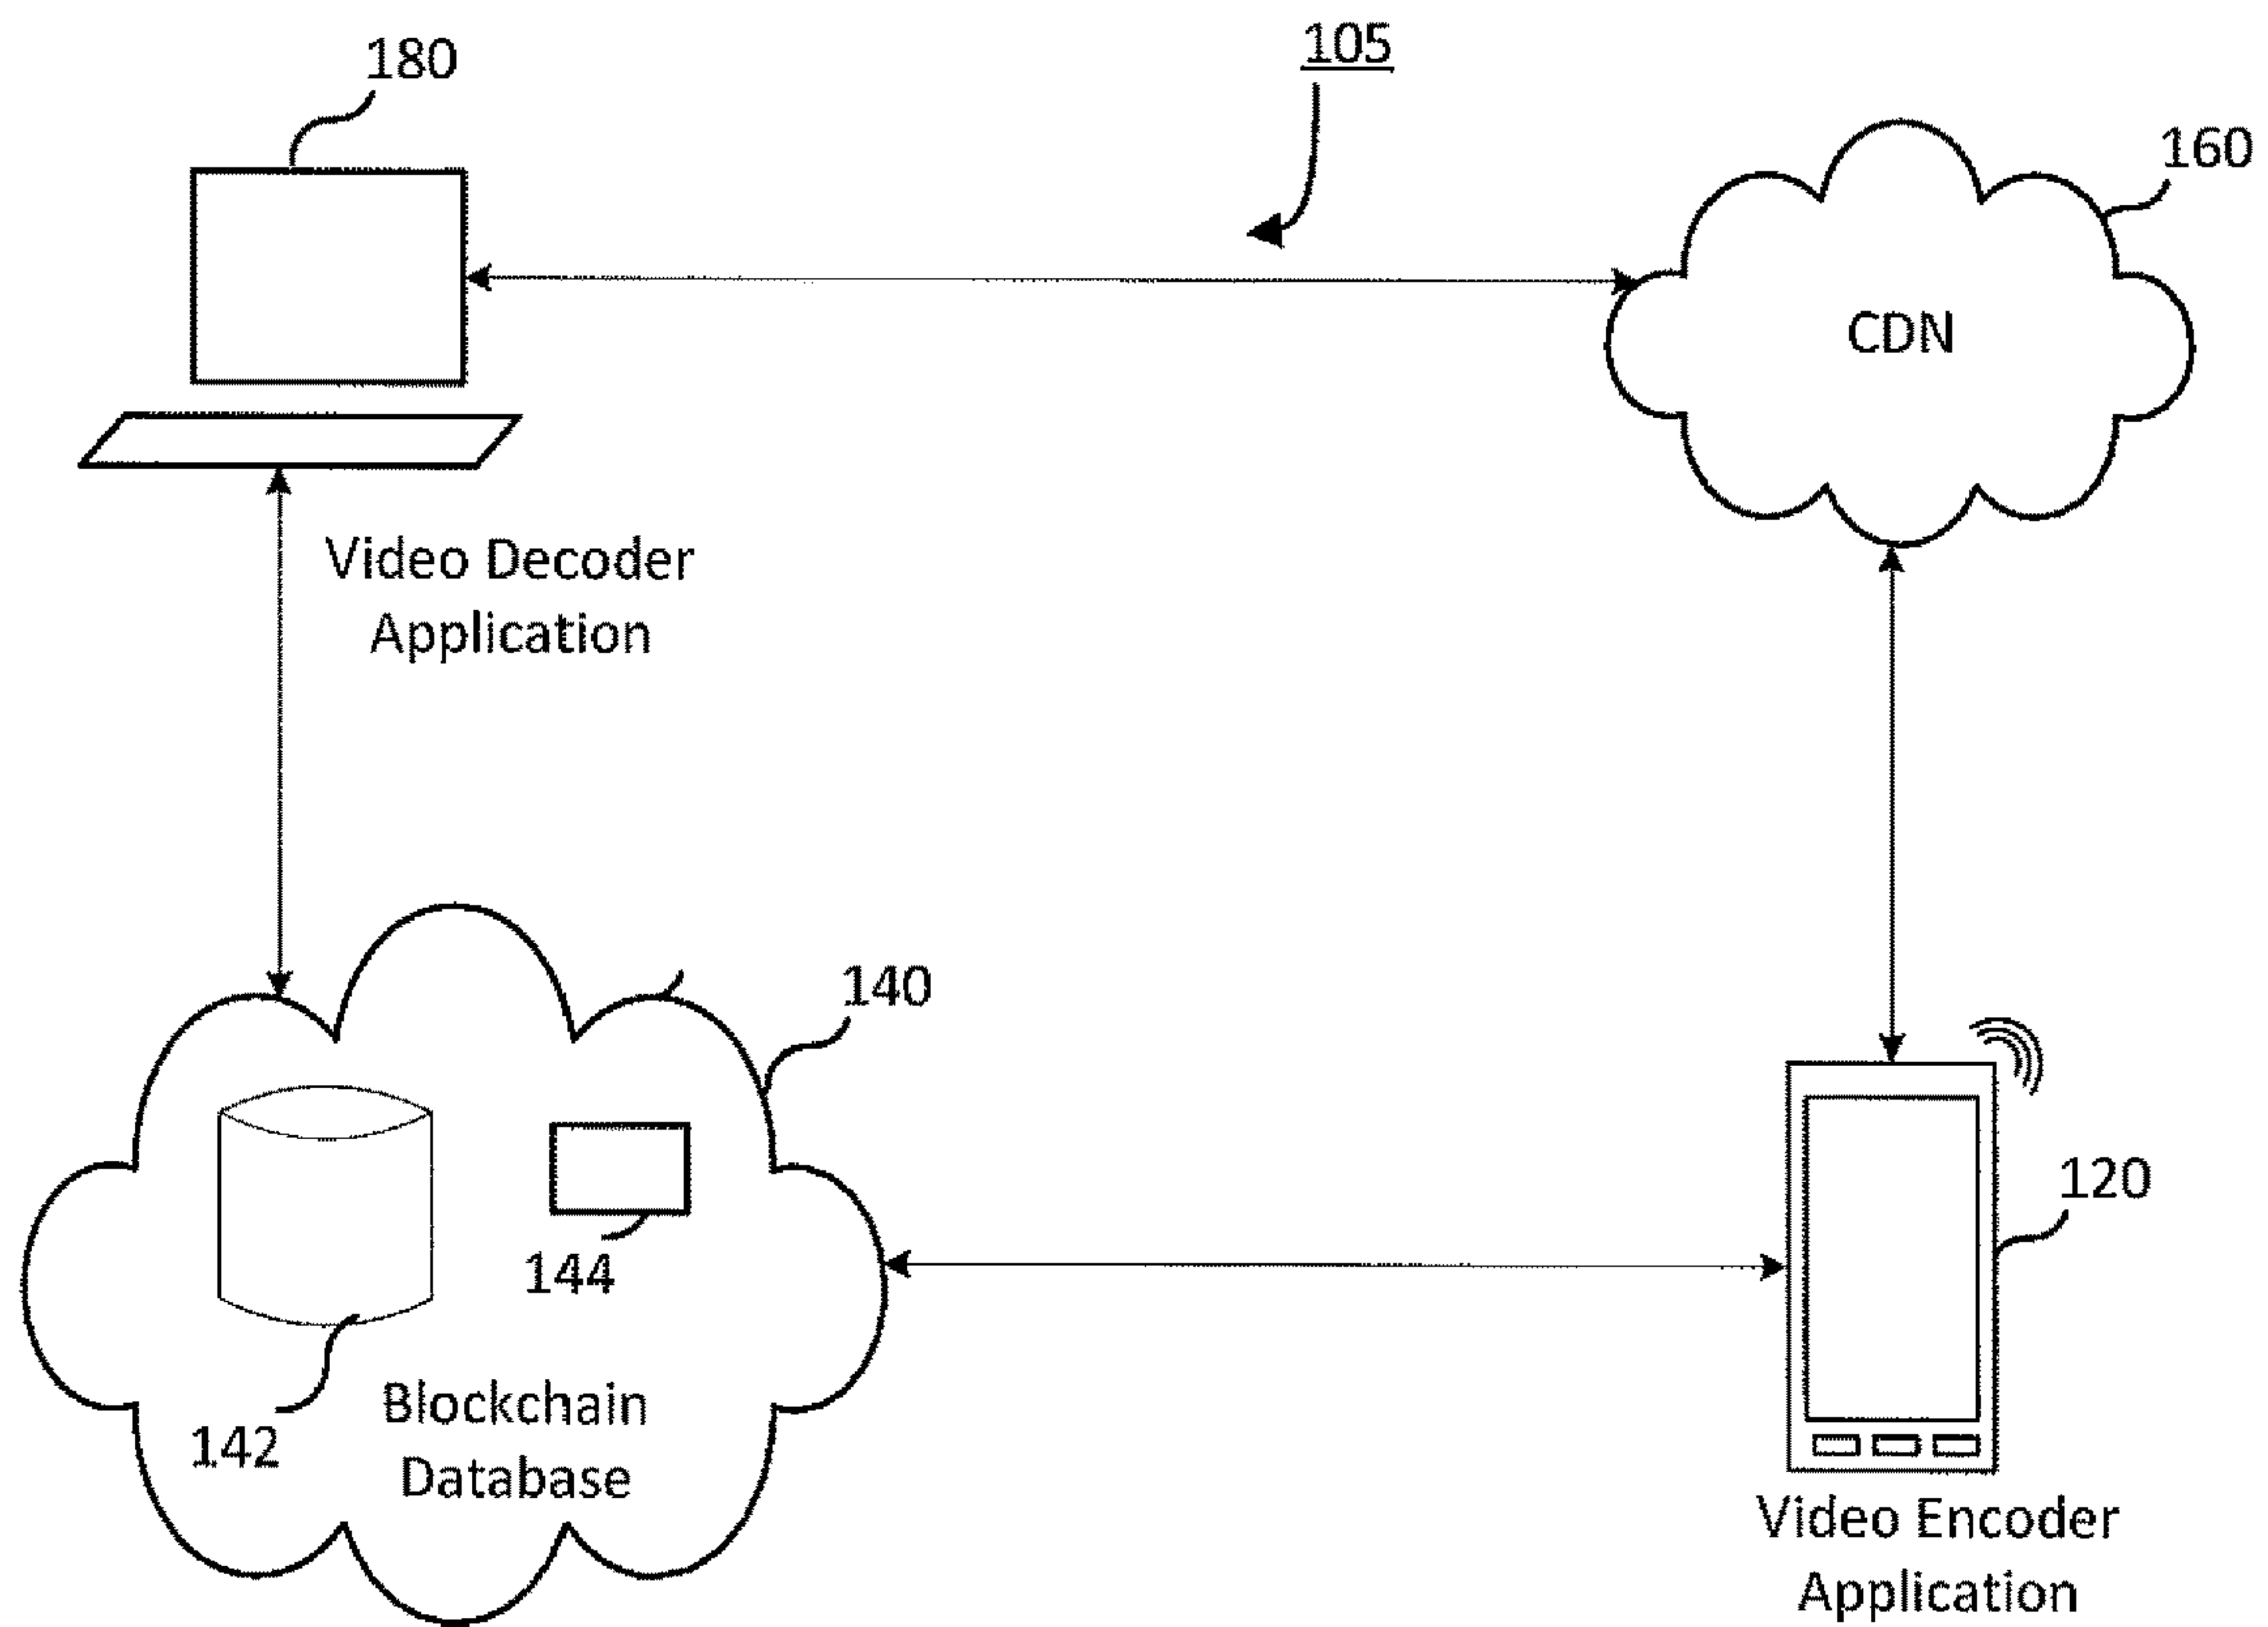 180
105
160
CDN
Video Decoder
Application
140
120
144
142
Blockchain
Database
Video Encoder
Application